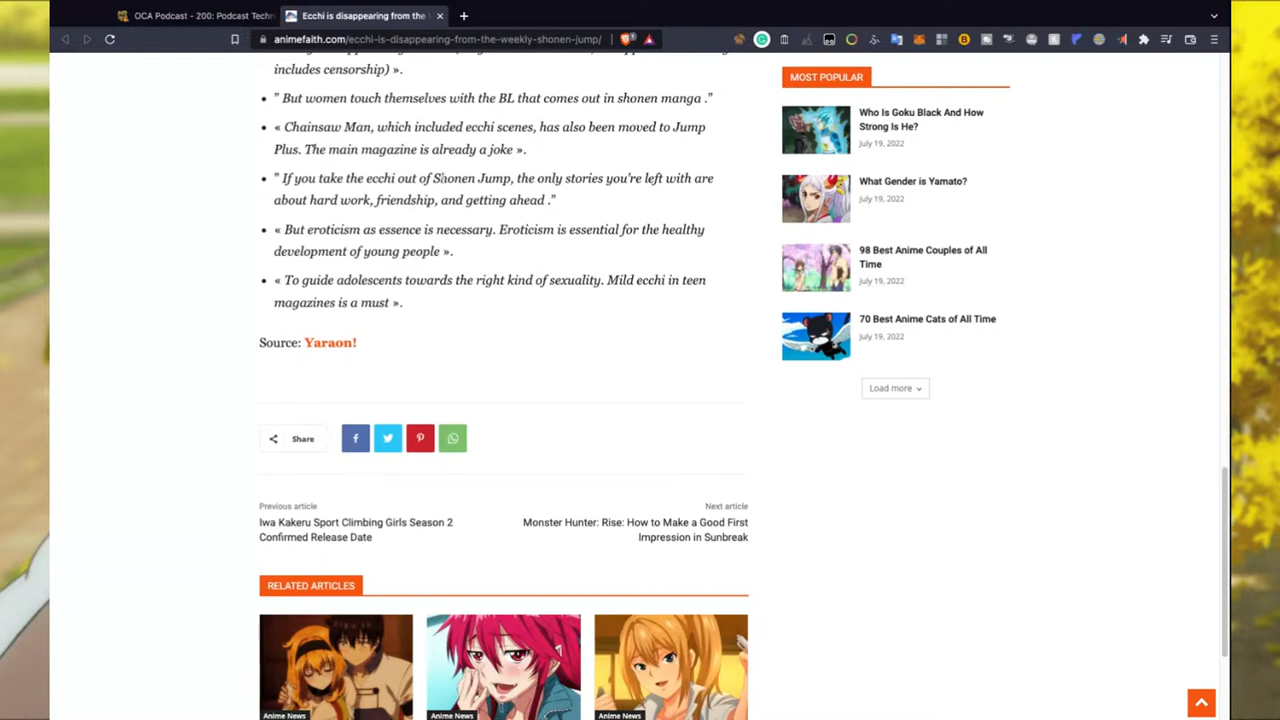 OCA Podcast - 200: Podcast Techni
Ecchi is disappearing from the
animefaith.com/ecchi-is-disappearing-from-the-weekly-shonen-jump/
includes censorship) ».
" But women touch themselves with the BL that comes out in shonen manga ."
« Chainsaw Man, which included ecchi scenes, has also been moved to Jump
Plus. The main magazine is already a joke ».
" If you take the ecchi out of Shonen Jump, the only stories you're left with are
about hard work, friendship, and getting ahead ."
« But eroticism as essence is necessary. Eroticism is essential for the healthy
development of young people ».
« To guide adolescents towards the right kind of sexuality. Mild ecchi in teen
magazines is a must ».
Source: Yaraon!
Share
Previous article
Iwa Kakeru Sport Climbing Girls Season 2
Confirmed Release Date
Next article
Monster Hunter: Rise: How to Make a Good First
Impression in Sunbreak
RELATED ARTICLES
Anime News
Anime News
Anime News
MOST POPULAR
Who Is Goku Black And How
Strong Is He?
July 19, 2022
What Gender is Yamato?
July 19, 2022
98 Best Anime Couples of All
Time
July 19, 2022
70 Best Anime Cats of All Time
July 19, 2022
Load more